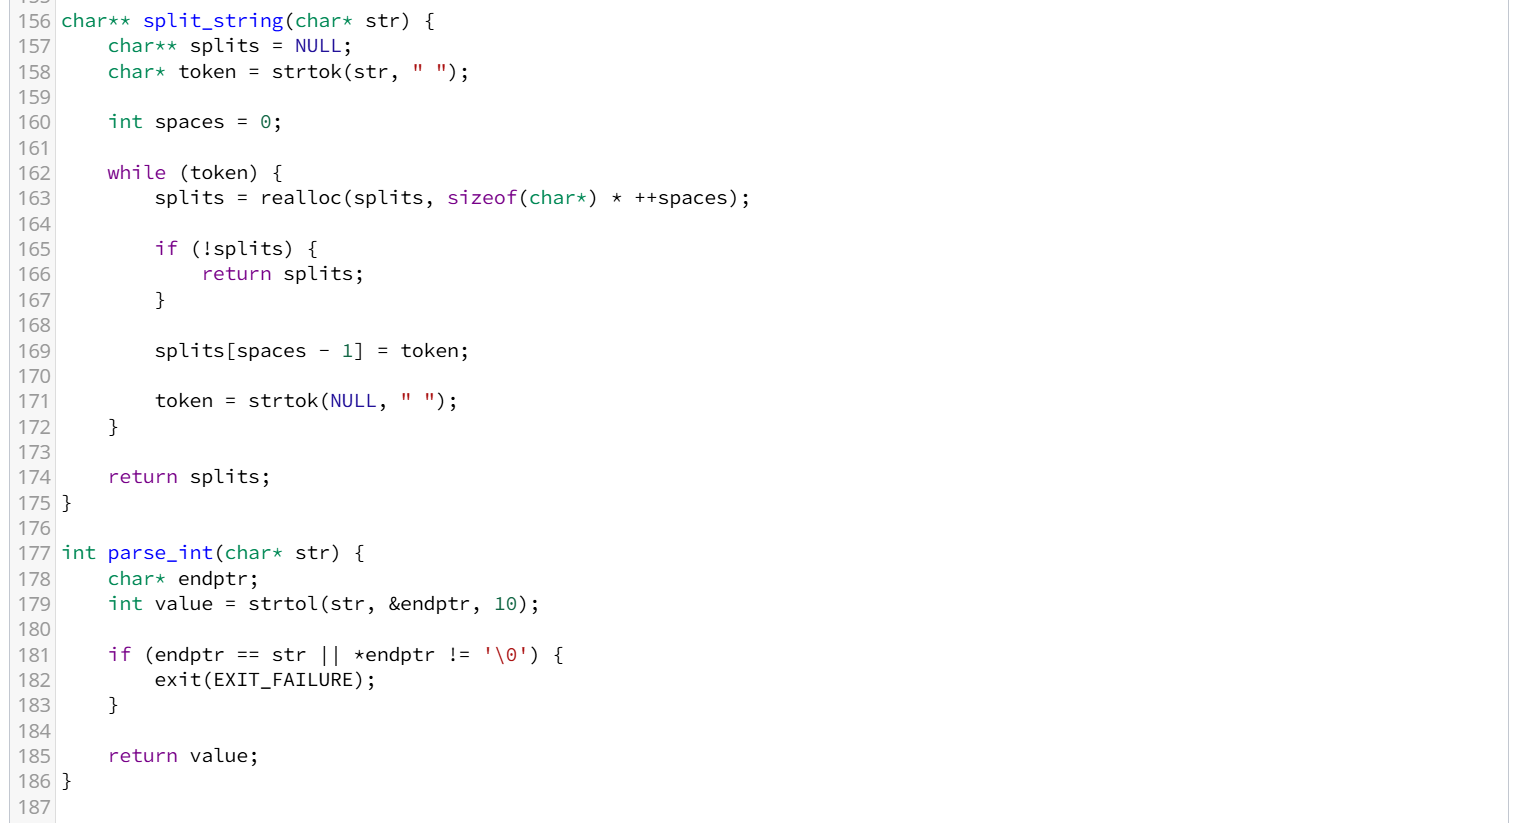 156 char** split_string(char* str) {
157     char** splits = NULL;
158     char* token = strtok(str, " ");
159
160     int spaces = 0;
161
162     while (token) {
163         splits = realloc(splits, sizeof(char*) * ++spaces);
164
165         if (!splits) {
166             return splits;
167         }
168
169         splits[spaces - 1] = token;
170
171         token = strtok(NULL, " ");
172     }
173
174     return splits;
175 }
176
177 int parse_int(char* str) {
178     char* endptr;
179     int value = strtol(str, &endptr, 10);
180
181     if (endptr == str || *endptr != '\0') {
182         exit(EXIT_FAILURE);
183     }
184
185     return value;
186 }
187